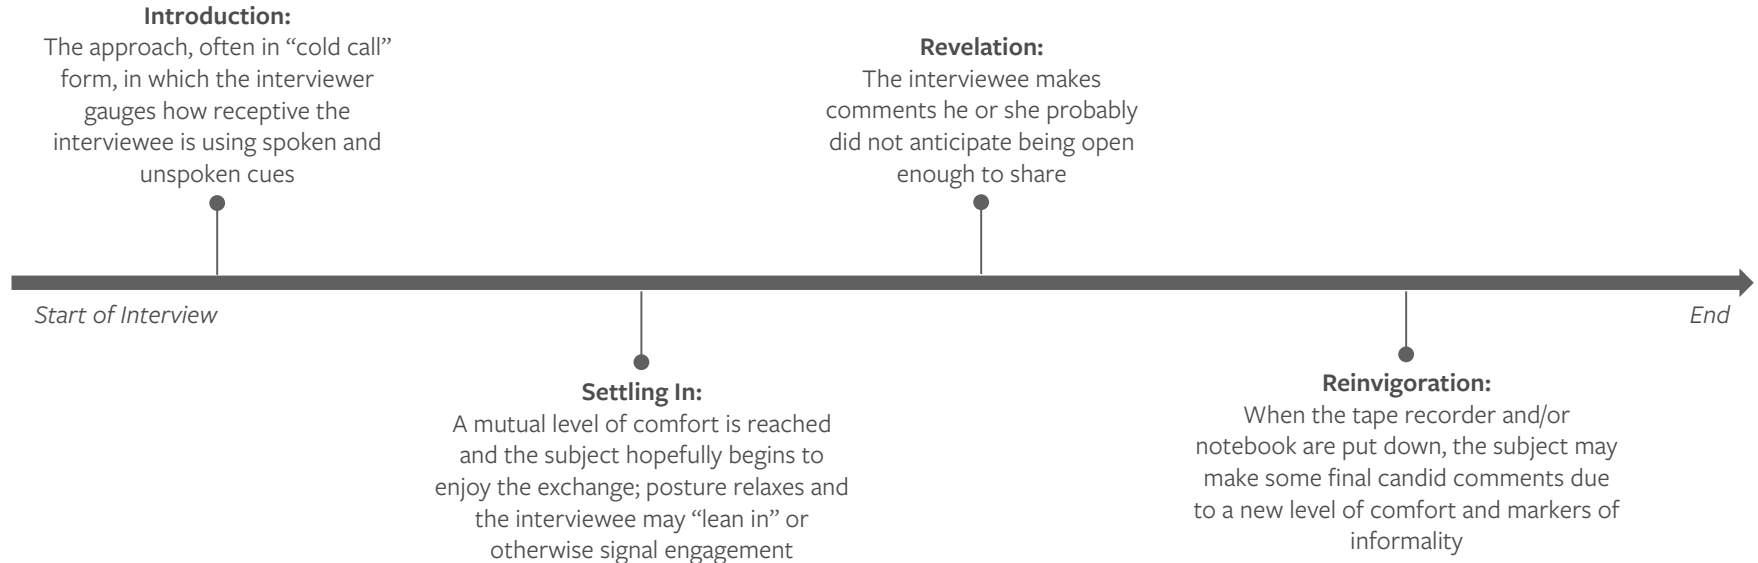 Introduction:
The approach, often in “cold call”
form, in which the interviewer
gauges how receptive the
interviewee is using spoken and
unspoken cues
Revelation:
The interviewee makes
comments he or she probably
did not anticipate being open
enough to share
Start of Interview
End
Settling In:
A mutual level of comfort is reached
and the subject hopefully begins to
enjoy the exchange; posture relaxes and
the interviewee may “lean in” or
otherwise signal engagement
Reinvigoration:
When the tape recorder and/or
notebook are put down, the subject may
make some final candid comments due
to a new level of comfort and markers of
informality